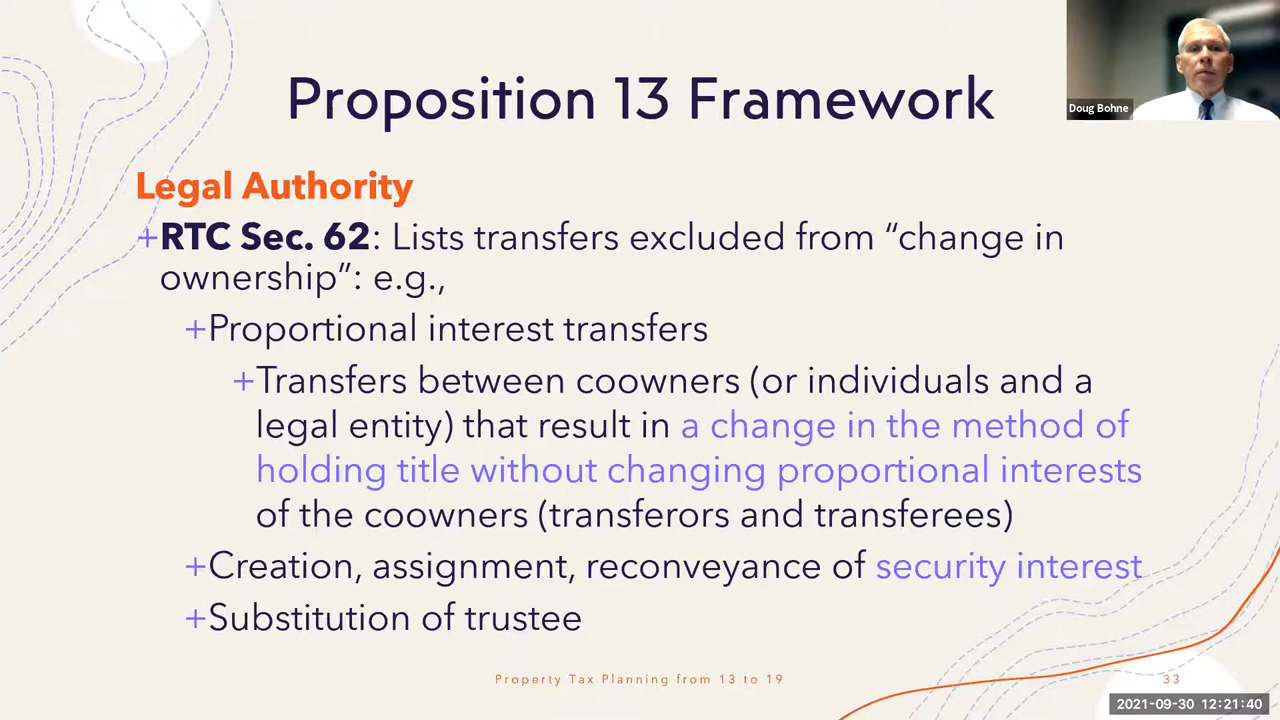 Proposition 13 Framework
Doug Bohne
Legal Authority
+RTC Sec. 62: Lists transfers excluded from “change in
ownership”: e.g.,
+Proportional interest transfers
+Transfers between coowners (or individuals and a
legal entity) that result in a change in the method of
holding title without changing proportional interests
of the coowners (transferors and transferees)
+Creation, assignment, reconveyance of security interest
+Substitution of trustee
Property Tax Planning from 13 to 19
33
2021-09-30 12:21:40